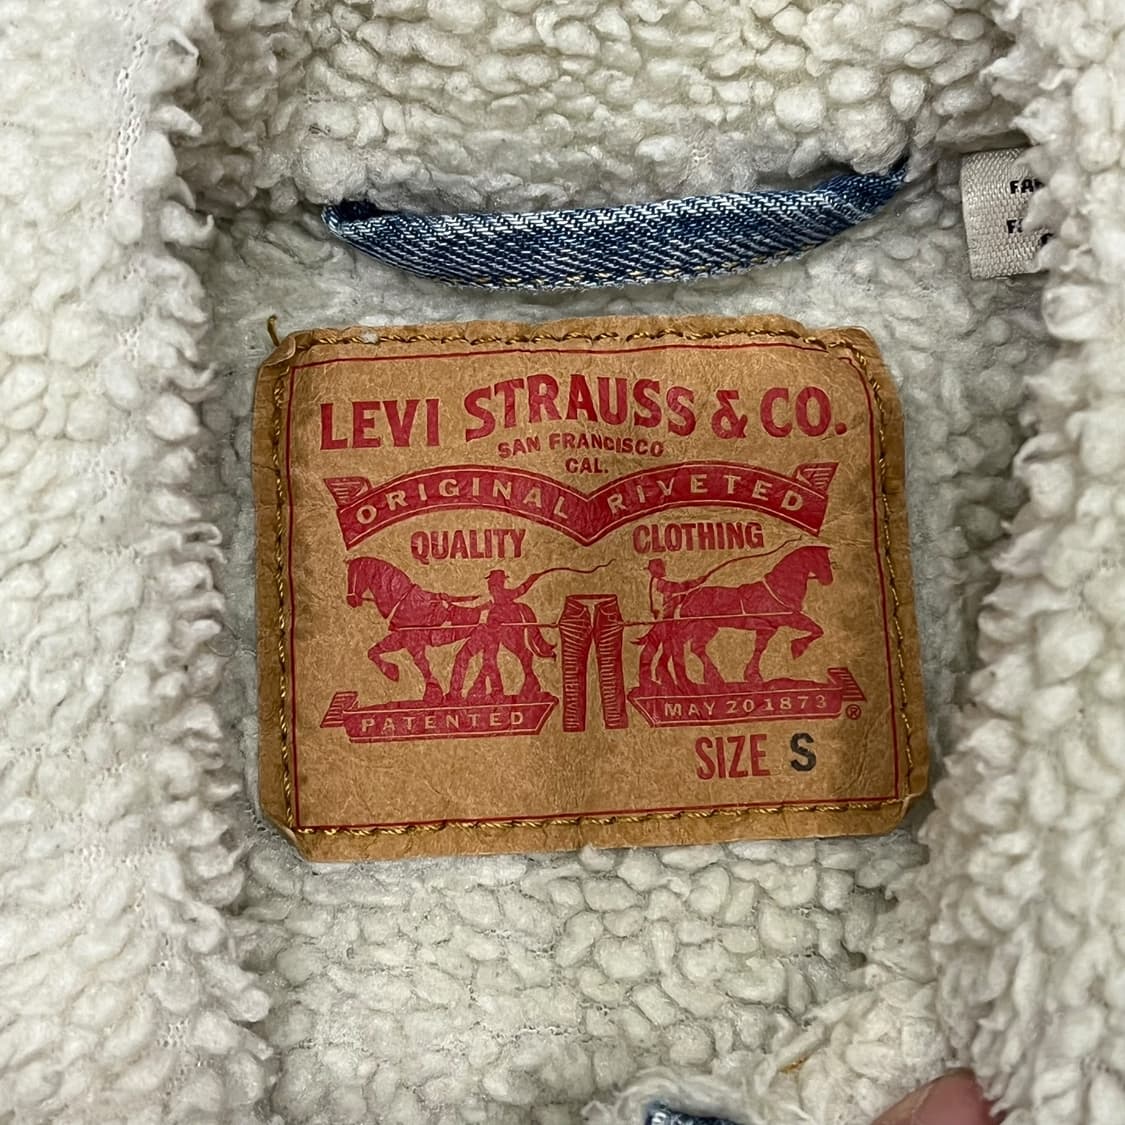 LEVI STRAUSS & CO.
SAN FRANCISCO
CAL.
ORIGINAL RIVETED
QUALITY CLOTHING
PATENTED MAY 20 1873 ®
SIZE S